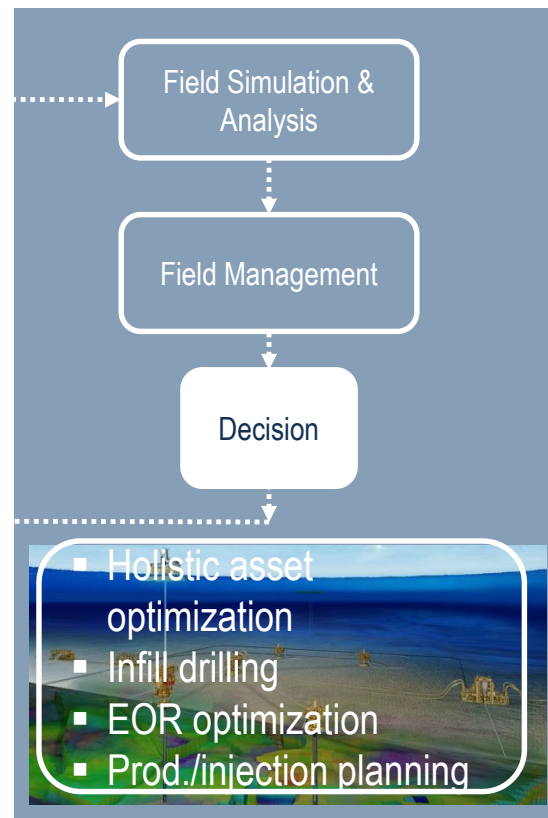 Field Simulation &
Analysis
Field Management
Decision
▪ Holistic asset
optimization
▪ Infill drilling
▪ EOR optimization
▪ Prod./injection planning